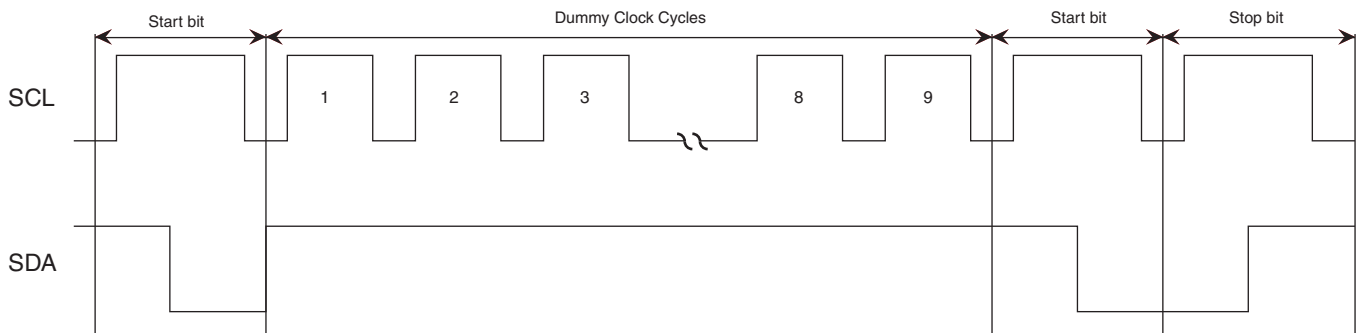 Start bit
Dummy Clock Cycles
Start bit
Stop bit
SCL
1
2
3
8
9
SDA